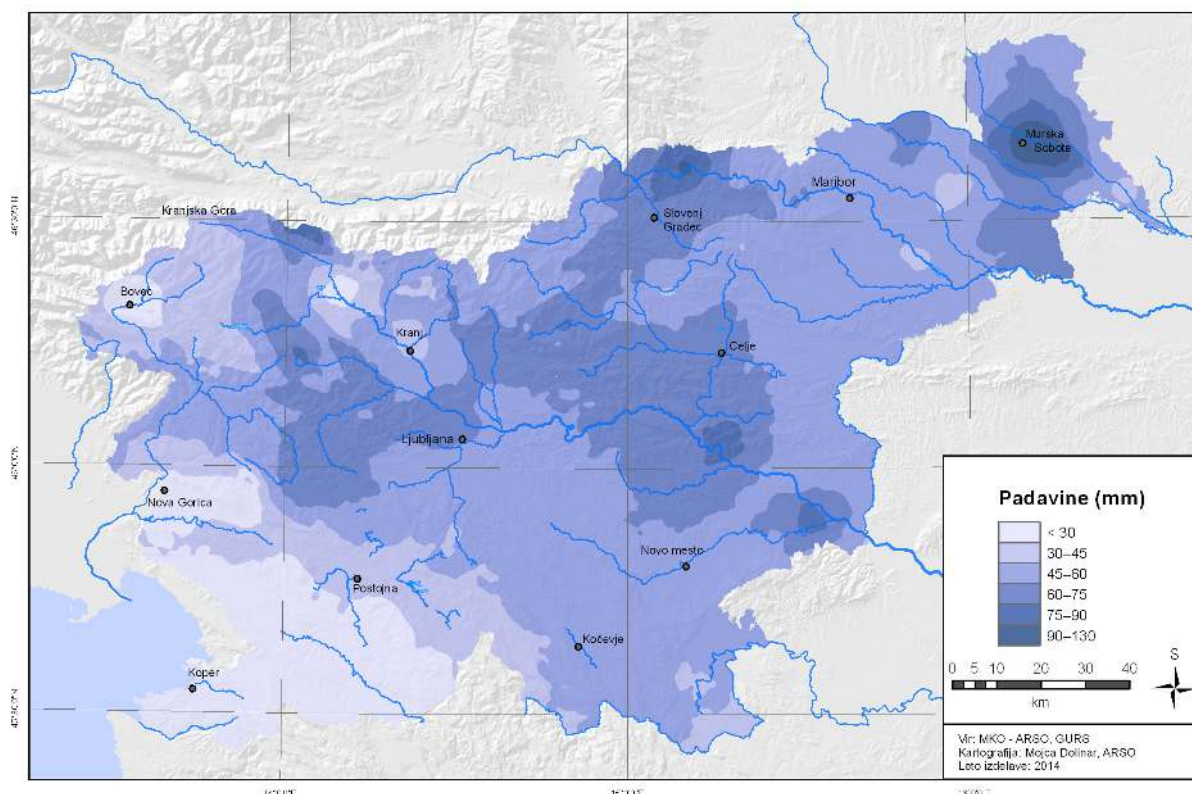 Murska
Sobota
Maribor
Kranjska Gora
Slovenj
Gradec
Bovec
Kranj
Celje
Ljubljana
Nova Gorica
Novo mesto
Postojna
Kočevje
Koper
Padavine (mm)
< 30
30–45
45–60
60–75
75–90
90–130
0 5 10 20 30 40
km
S
Vir: MKO - ARSO, GURS
Kartografija: Mojca Dolinar, ARSO
Leto izdelave: 2014